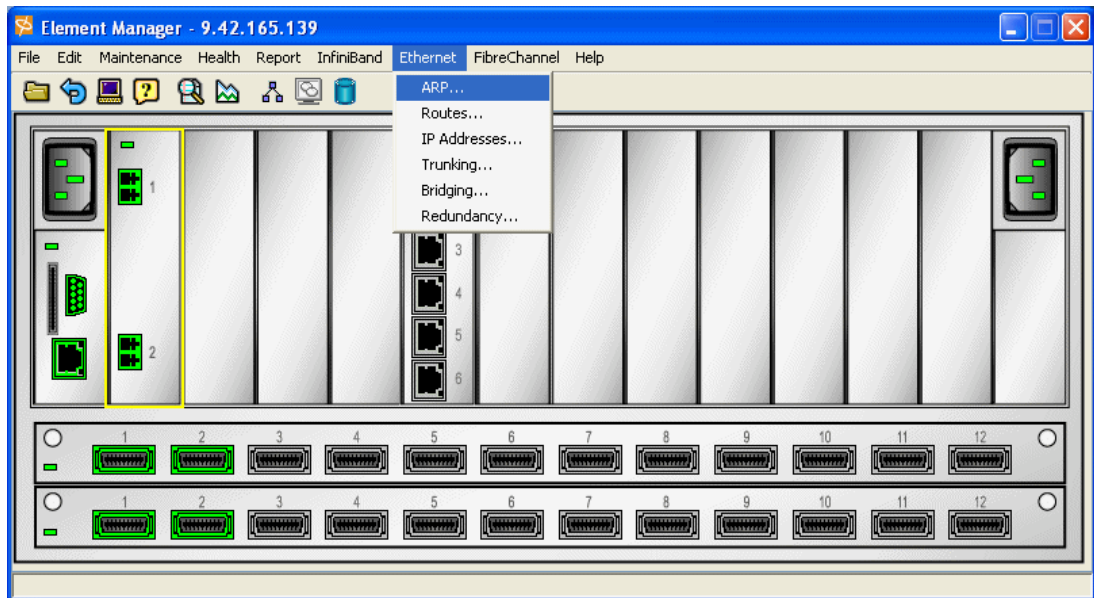 Element Manager - 9.42.165.139
File Edit Maintenance Health Report InfiniBand Ethernet FibreChannel Help
ARP...
Routes...
IP Addresses...
Trunking...
Bridging...
Redundancy...
1
2
3
4
5
6
1 2 3 4 5 6 7 8 9 10 11 12
1 2 3 4 5 6 7 8 9 10 11 12